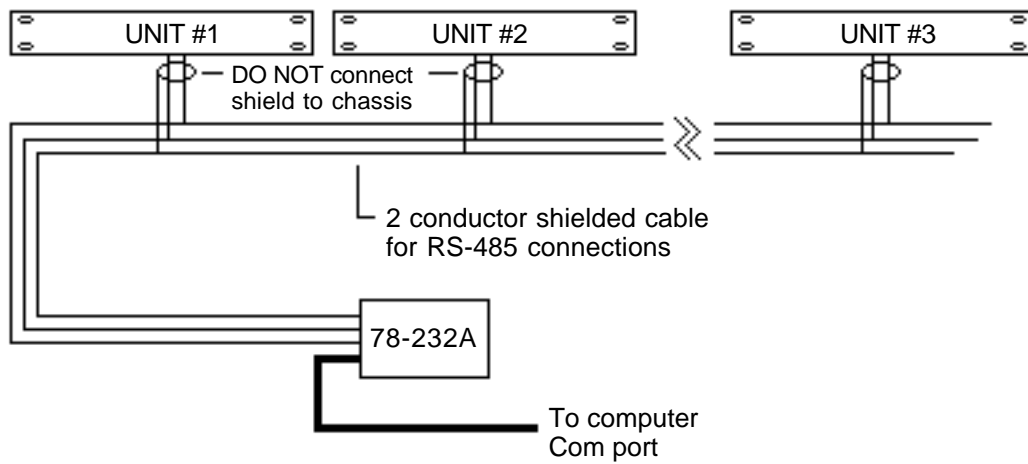 UNIT #1
UNIT #2
UNIT #3
DO NOT connect
shield to chassis
2 conductor shielded cable
for RS-485 connections
78-232A
To computer
Com port